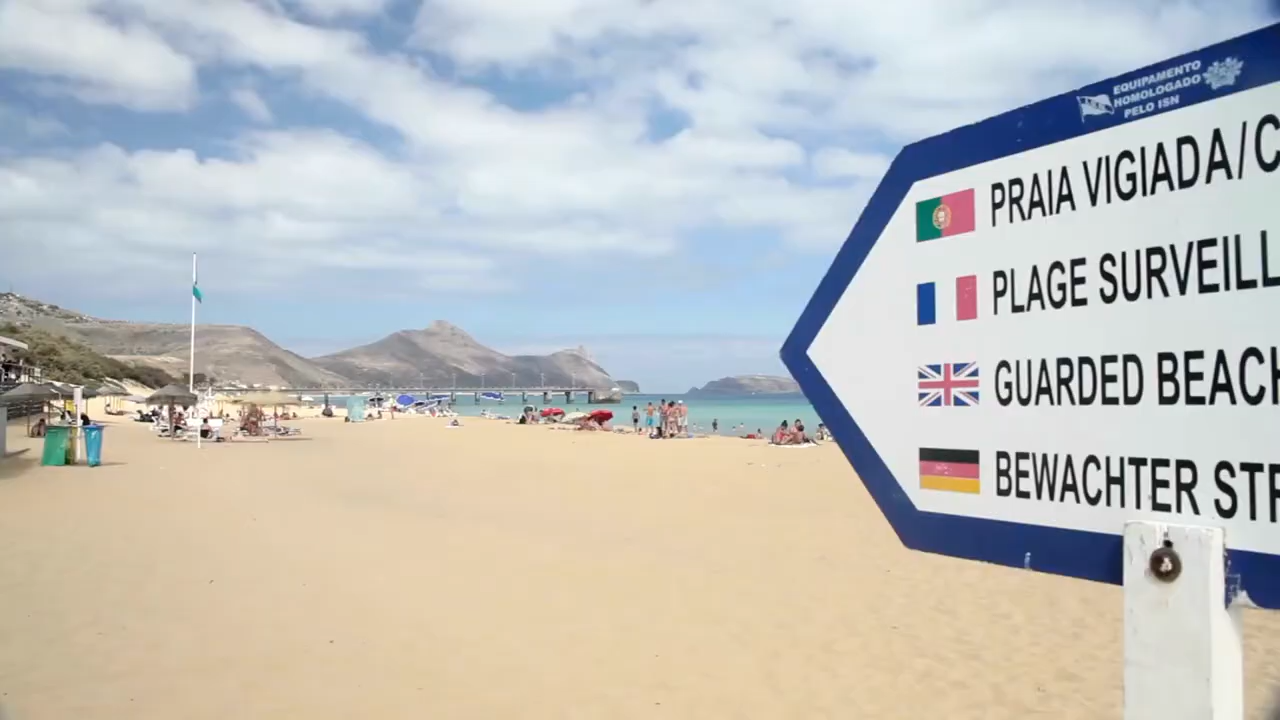 EQUIPAMENTO
HOMOLOGADO
PELO ISN
PRAIA VIGIADA/C
PLAGE SURVEILL
GUARDED BEACH
BEWACHTER STR